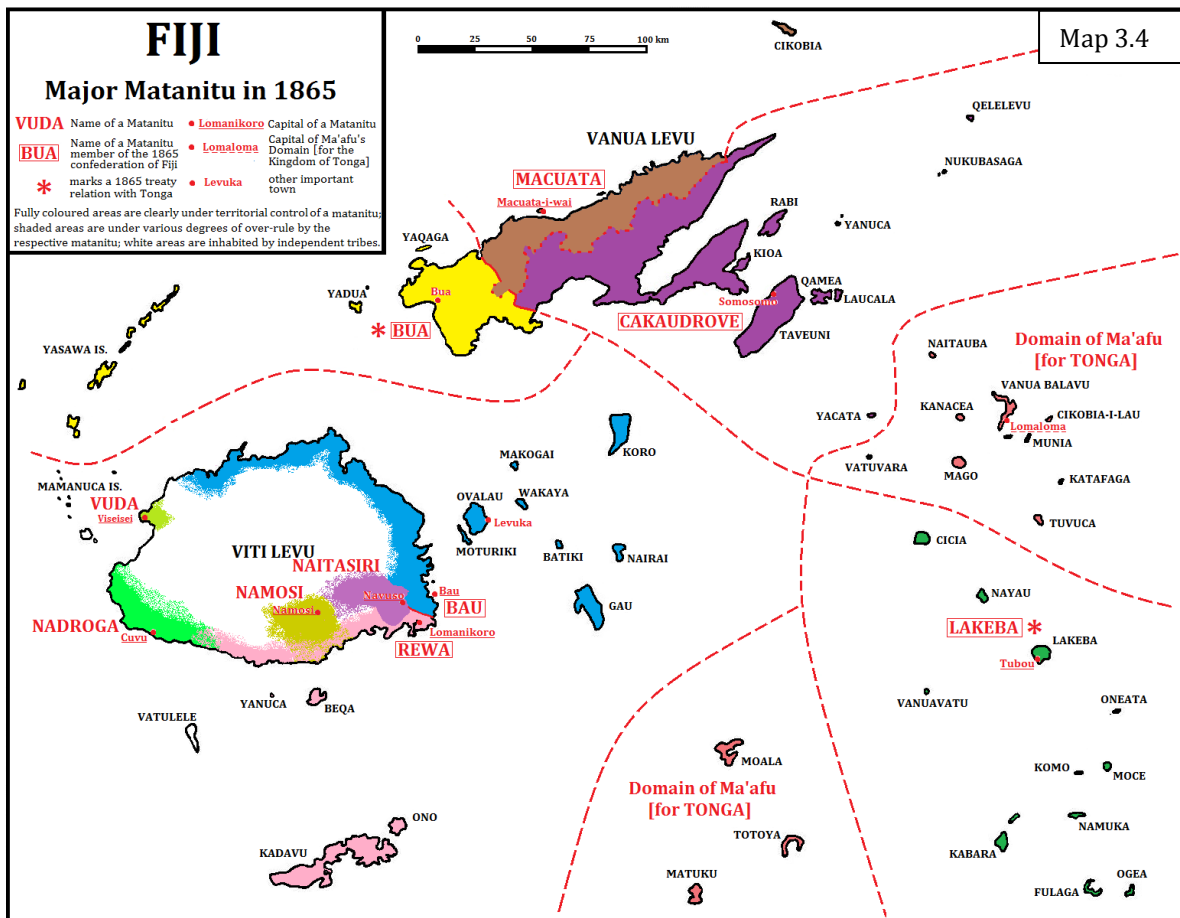 FIJI
Major Matanitu in 1865
VUDA Name of a Matanitu
BUA Name of a Matanitu
member of the 1865
confederation of Fiji
* marks a 1865 treaty
relation with Tonga
Lomanikoro Capital of a Matanitu
Lomaloma Capital of Ma'afu's
Domain [for the
Kingdom of Tonga]
Levuka other important
town
Fully coloured areas are clearly under territorial control of a matanitu;
shaded areas are under various degrees of over-rule by the
respective matanitu; white areas are inhabited by independent tribes.
0 25 50 75 100 km
Map 3.4
CIKOBIA
QELELEVU
NUKUBASAGA
VANUA LEVU
MACUATA
Macuata-i-wai
RABI
YANUCA
YAQAGA
KIOA
YADUA
Bua
Somosomo
QAMEA
LAUCALA
* BUA
CAKAUDROVE
TAVEUNI
YASAWA IS.
NAITAUBA
Domain of Ma'afu
[for TONGA]
VANUA BALAVU
KANACEA
YACATA
CIKOBIA-I-LAU
Lomaloma
MUNIA
KORO
MAKOGAI
VATUVARA
MAGO
KATAFAGA
MAMANUCA IS.
VUDA
Viseisei
OVALAU
WAKAYA
Levuka
TUVUCA
VITI LEVU
MOTURIKI
BATIKI
NAIRAI
CICIA
NAITASIRI
NAMOSI
Navuso
Bau
BAU
GAU
NAYAU
Namosi
NADROGA
Cuvu
Lomanikoro
REWA
LAKEBA *
LAKEBA
Tubou
YANUCA
BEQA
VANUAVATU
ONEATA
VATULELE
MOALA
KOMO
MOCE
Domain of Ma'afu
[for TONGA]
ONO
KADAVU
TOTOYA
NAMUKA
KABARA
MATUKU
FULAGA
OGEA